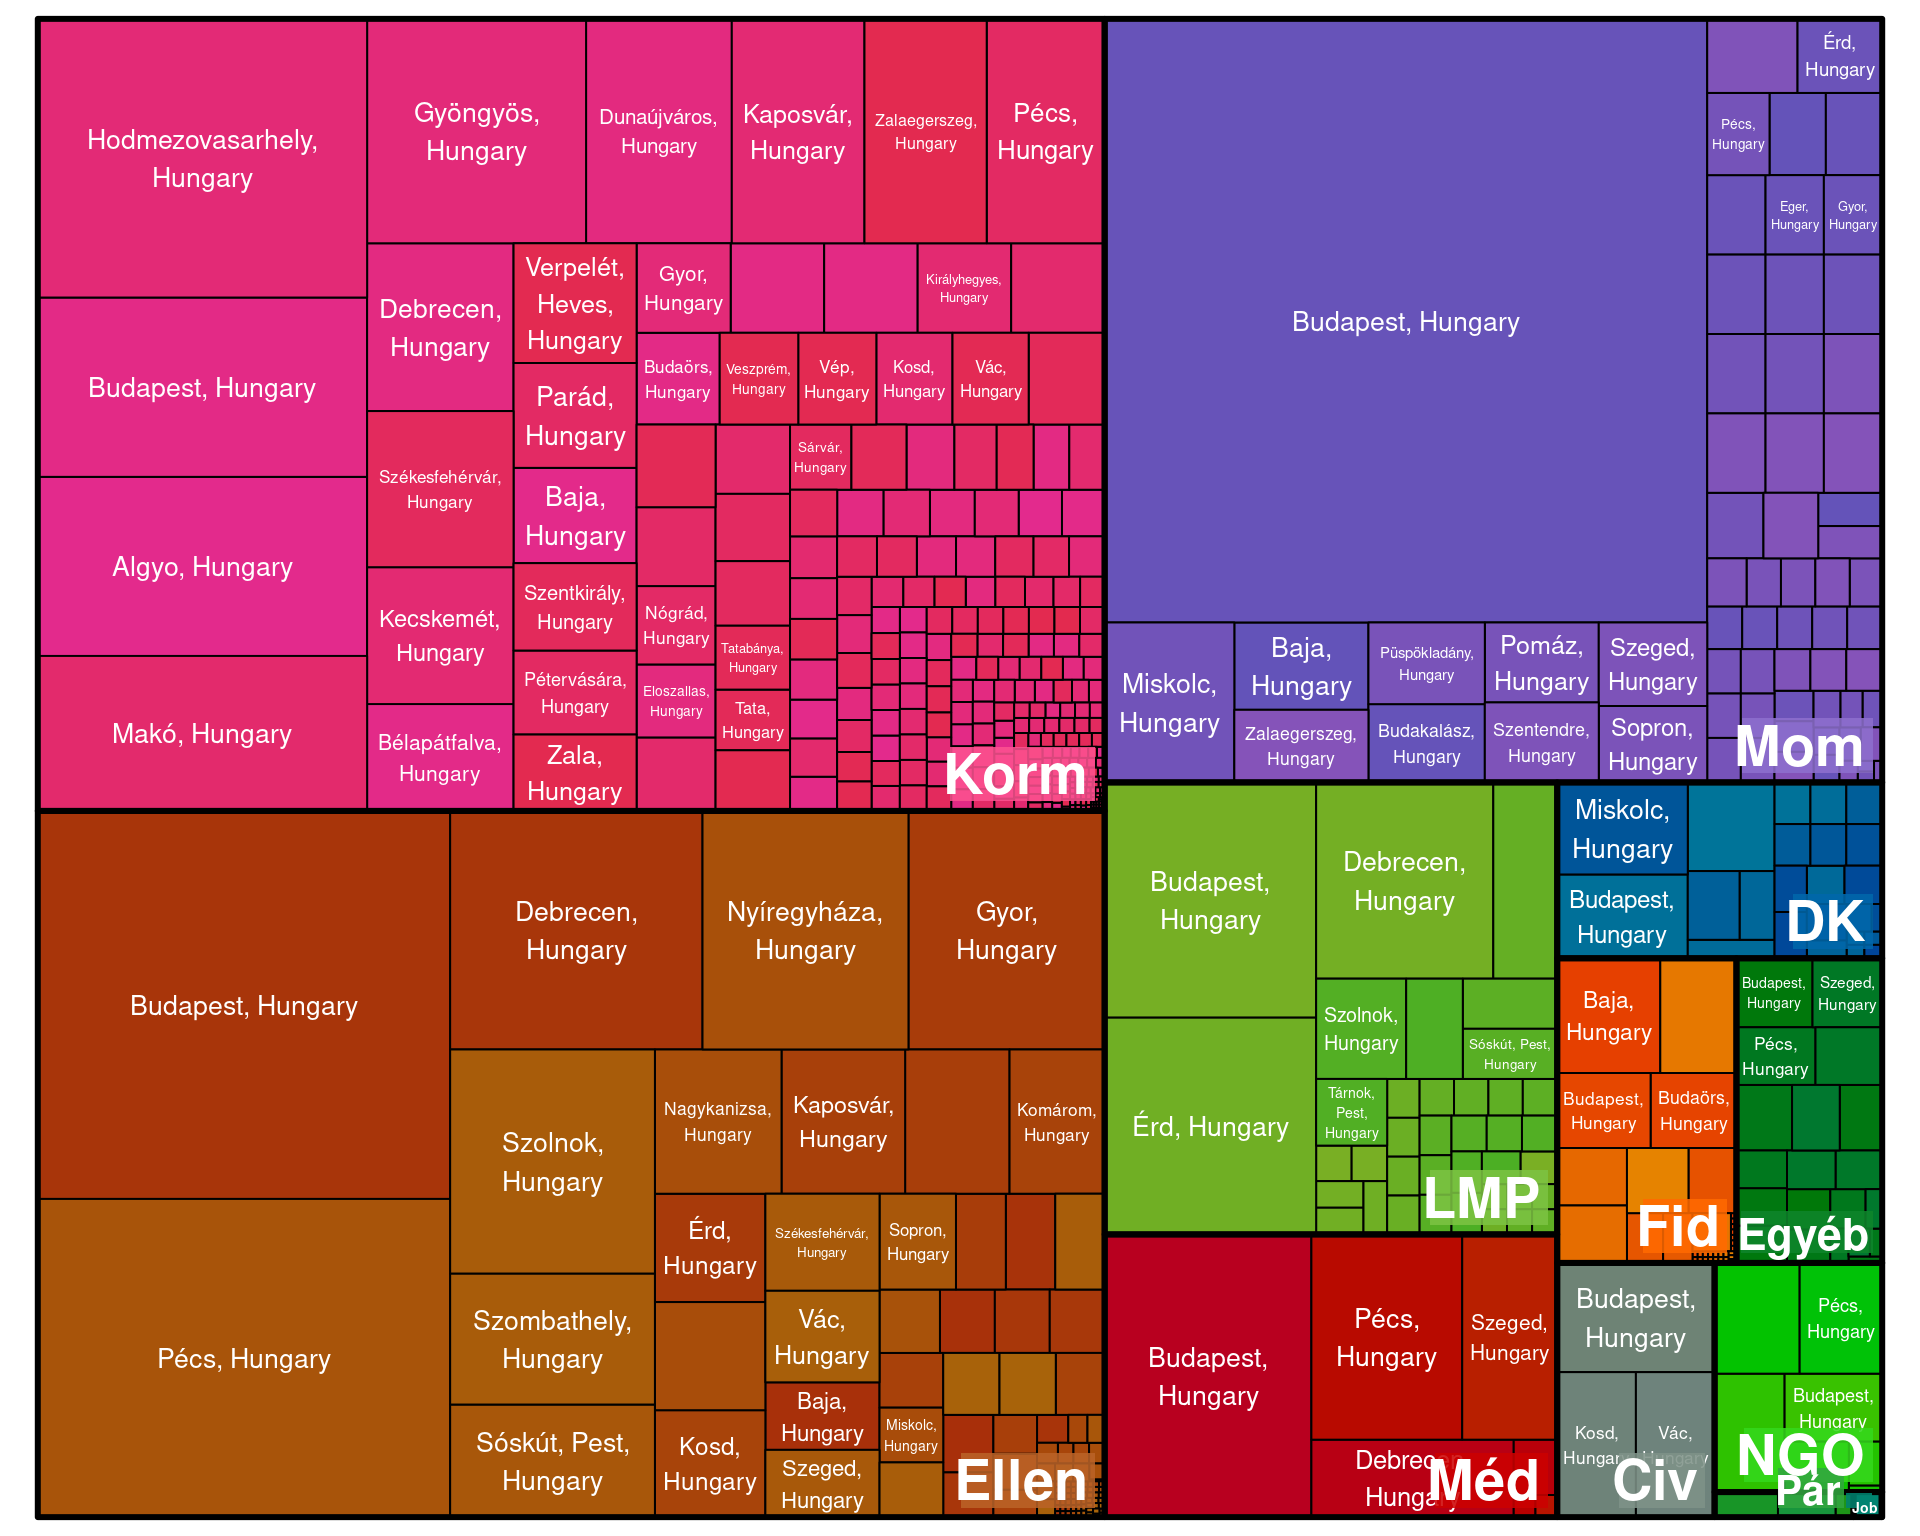 Hodmezovasarhely,
Hungary
Budapest, Hungary
Algyo, Hungary
Makó, Hungary
Gyöngyös,
Hungary
Dunaújváros,
Hungary
Kaposvár,
Hungary
Zalaegerszeg,
Hungary
Pécs,
Hungary
Debrecen,
Hungary
Székesfehérvár,
Hungary
Kecskemét,
Hungary
Bélapátfalva,
Hungary
Verpelét,
Heves,
Hungary
Parád,
Hungary
Baja,
Hungary
Szentkirály,
Hungary
Pétervására,
Hungary
Zala,
Hungary
Gyor,
Hungary
Királyhegyes,
Hungary
Budaörs,
Hungary
Veszprém,
Hungary
Vép,
Hungary
Kosd,
Hungary
Vác,
Hungary
Sárvár,
Hungary
Nógrád,
Hungary
Eloszallas,
Hungary
Tatabánya,
Hungary
Tata,
Hungary
Korm
Budapest, Hungary
Érd,
Hungary
Pécs,
Hungary
Eger,
Hungary
Gyor,
Hungary
Miskolc,
Hungary
Baja,
Hungary
Zalaegerszeg,
Hungary
Püspökladány,
Hungary
Budakalász,
Hungary
Pomáz,
Hungary
Szentendre,
Hungary
Szeged,
Hungary
Sopron,
Hungary
Mom
Budapest, Hungary
Pécs, Hungary
Debrecen,
Hungary
Nyíregyháza,
Hungary
Gyor,
Hungary
Szolnok,
Hungary
Szombathely,
Hungary
Sóskút, Pest,
Hungary
Nagykanizsa,
Hungary
Kaposvár,
Hungary
Komárom,
Hungary
Érd,
Hungary
Kosd,
Hungary
Székesfehérvár,
Hungary
Vác,
Hungary
Baja,
Hungary
Szeged,
Hungary
Sopron,
Hungary
Miskolc,
Hungary
Ellen
Budapest,
Hungary
Érd, Hungary
Debrecen,
Hungary
Szolnok,
Hungary
Sóskút, Pest,
Hungary
Tárnok,
Pest,
Hungary
LMP
Budapest,
Hungary
Pécs,
Hungary
Szeged,
Hungary
Debrecen,
Hungary
Méd
Miskolc,
Hungary
Budapest,
Hungary
DK
Baja,
Hungary
Budapest,
Hungary
Budaörs,
Hungary
Fid
Budapest,
Hungary
Szeged,
Hungary
Pécs,
Hungary
Egyéb
Budapest,
Hungary
Kosd,
Hungary
Vác,
Hungary
Civ
Pécs,
Hungary
Budapest,
Hungary
NGO
Pár
Job